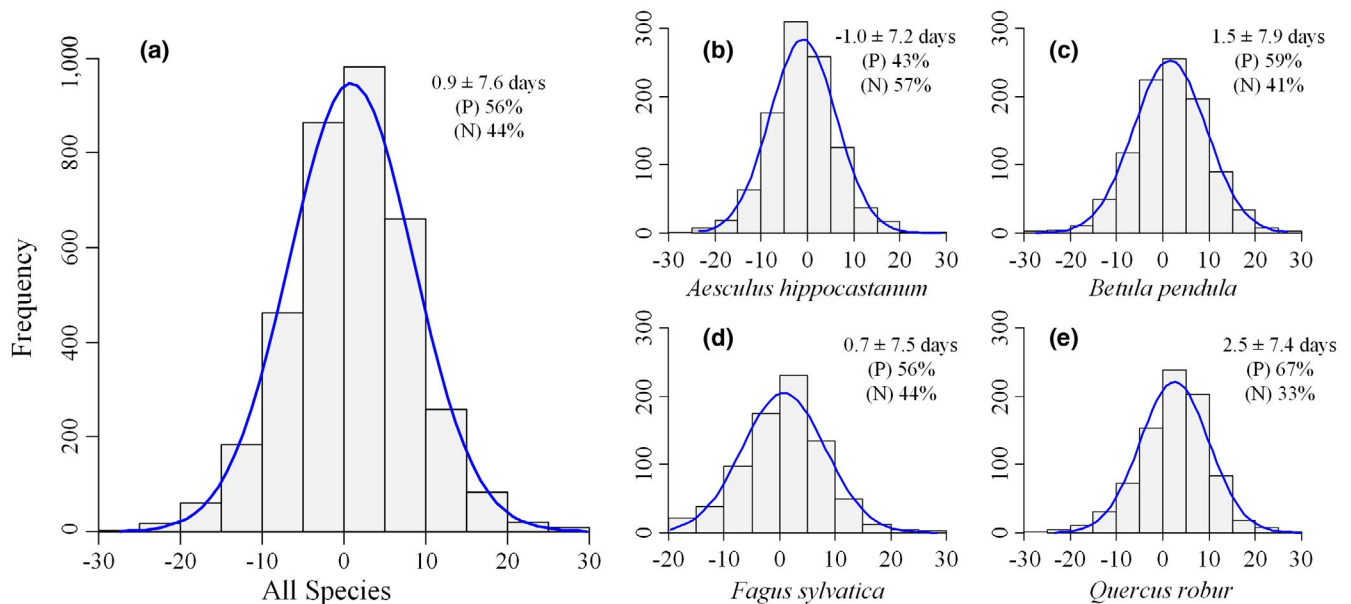 (a)
0.9 ± 7.6 days
(P) 56%
(N) 44%
Frequency
0
200
400
600
800
1,000
-30 -20 -10 0 10 20 30
All Species
(b)
-1.0 ± 7.2 days
(P) 43%
(N) 57%
0
100
200
300
-30 -20 -10 0 10 20 30
Aesculus hippocastanum
(c)
1.5 ± 7.9 days
(P) 59%
(N) 41%
0
100
200
300
-30 -20 -10 0 10 20 30
Betula pendula
(d)
0.7 ± 7.5 days
(P) 56%
(N) 44%
0
100
200
300
-20 -10 0 10 20 30
Fagus sylvatica
(e)
2.5 ± 7.4 days
(P) 67%
(N) 33%
0
100
200
300
-30 -20 -10 0 10 20 30
Quercus robur